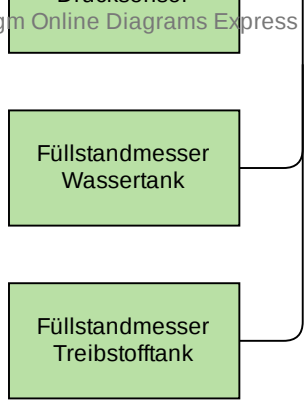 Drucksensor
gm Online Diagrams Express
Füllstandmesser
Wassertank
Füllstandmesser
Treibstofftank